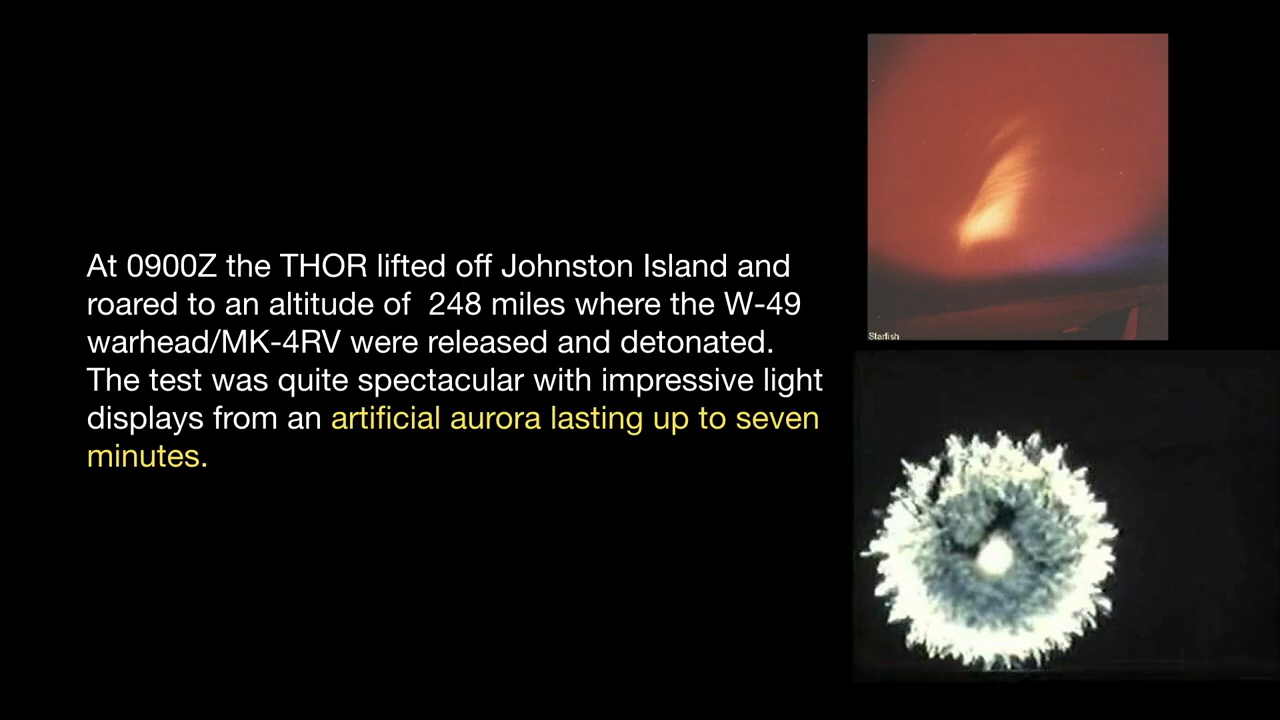 At 0900Z the THOR lifted off Johnston Island and
roared to an altitude of  248 miles where the W-49
warhead/MK-4RV were released and detonated.
The test was quite spectacular with impressive light
displays from an artificial aurora lasting up to seven
minutes.
Starfish